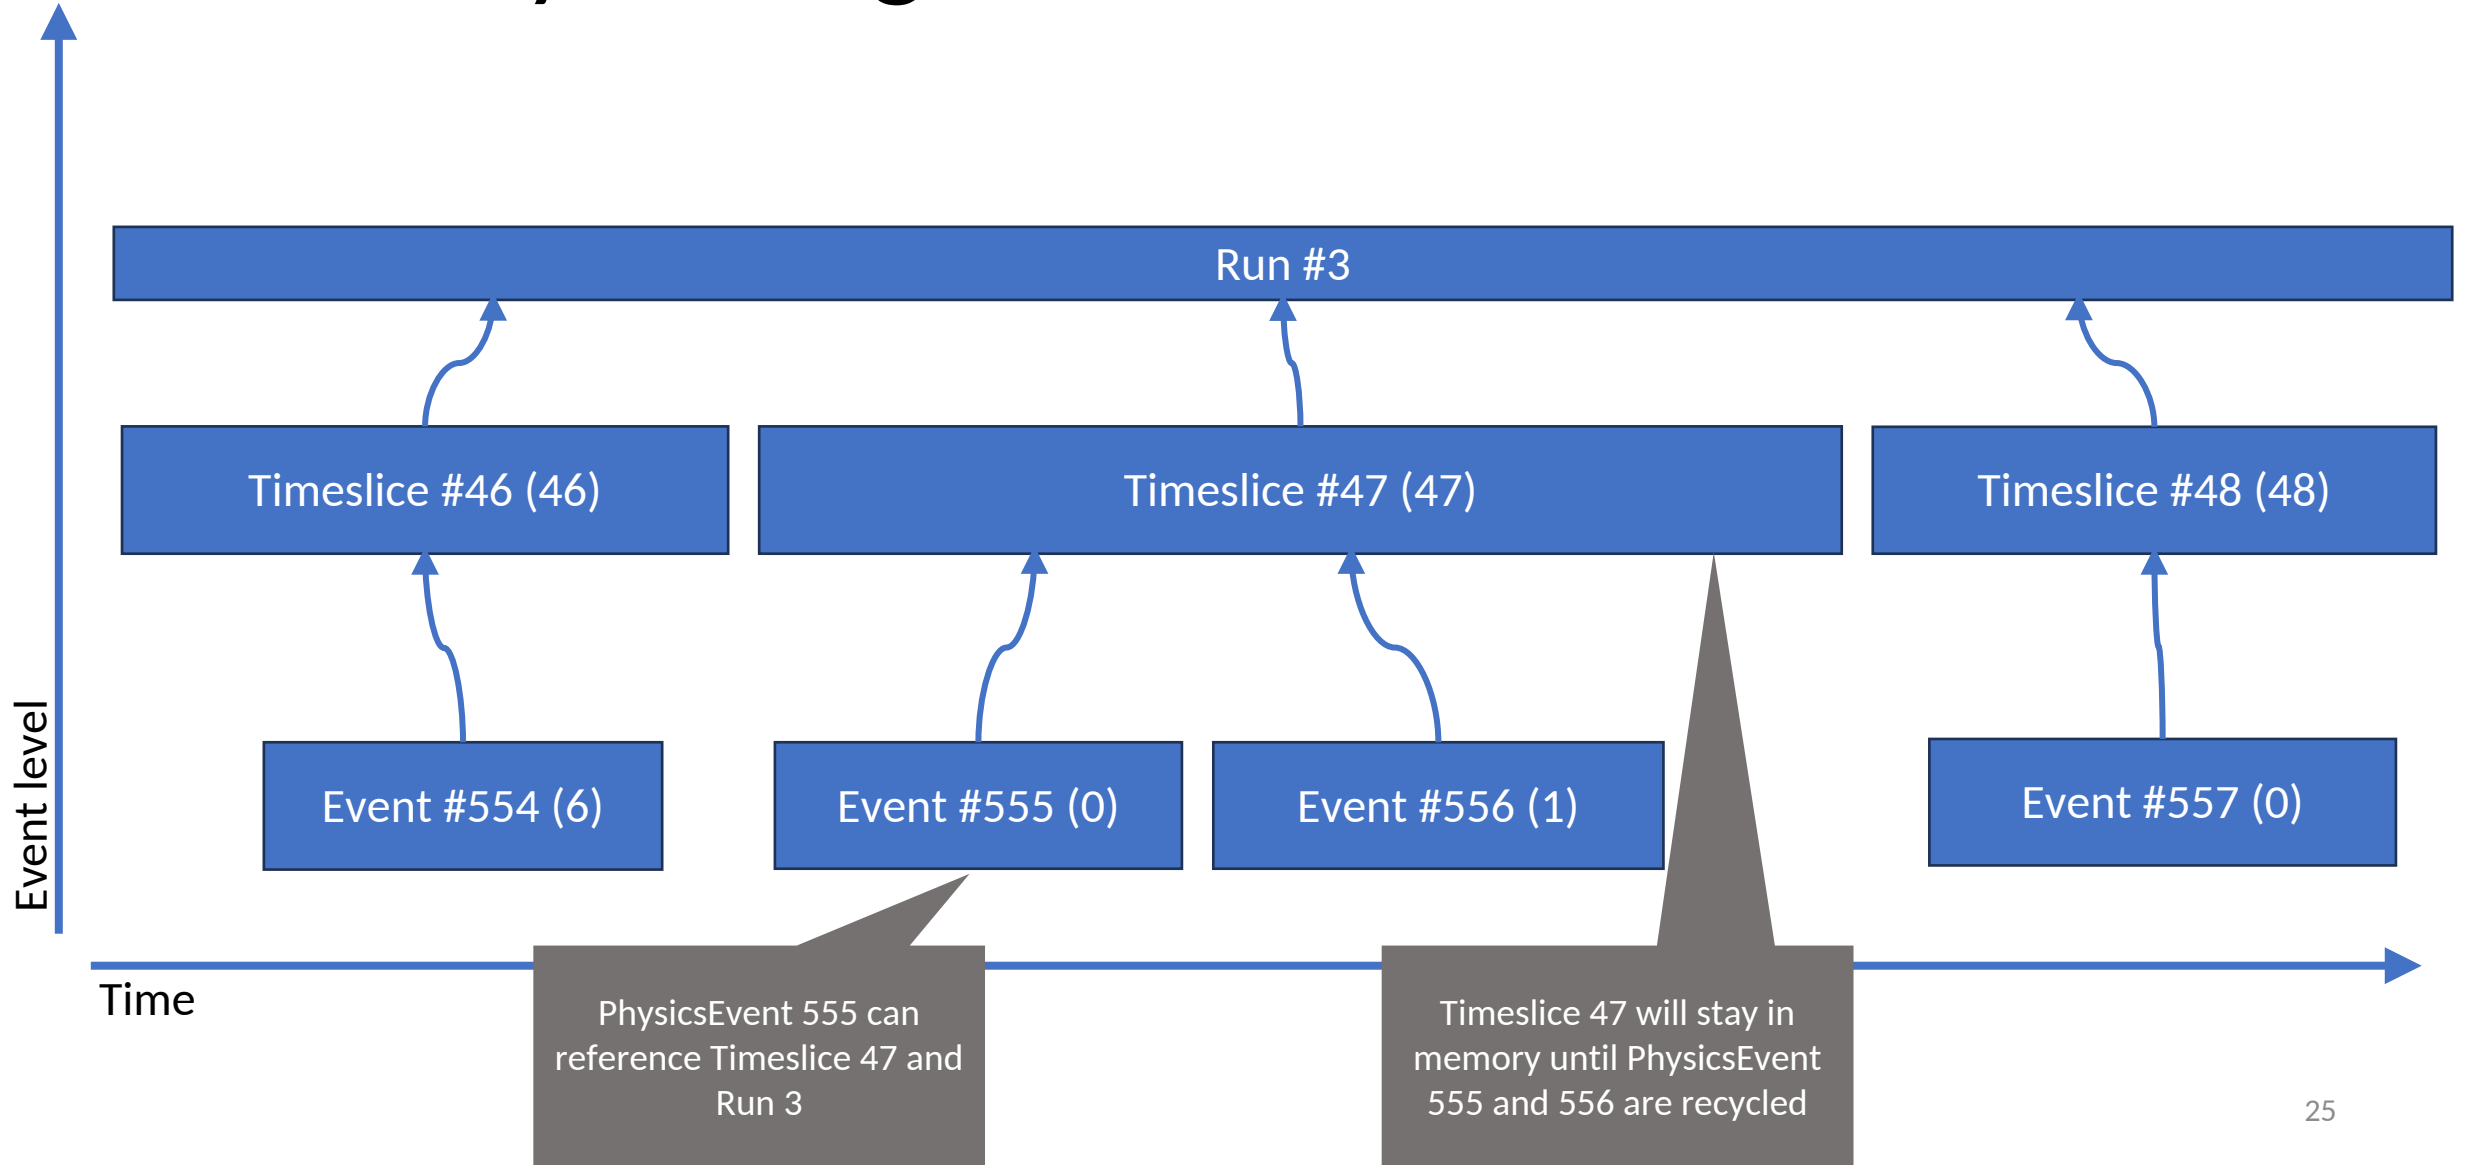 Run #3
Timeslice #46 (46)
Timeslice #47 (47)
Timeslice #48 (48)
Event level
Event #554 (6)
Event #555 (0)
Event #556 (1)
Event #557 (0)
Time
PhysicsEvent 555 can
reference Timeslice 47 and
Run 3
Timeslice 47 will stay in
memory until PhysicsEvent
555 and 556 are recycled
25